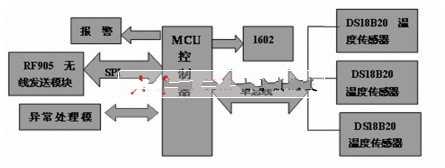 报 警
RF905 无
线发送模块
异常处理模
SPI
MCU
控
制
器
1602
单总线
DS18B20 温
度传感器
DS18B20
温度传感器
DS18B20
温度传感器